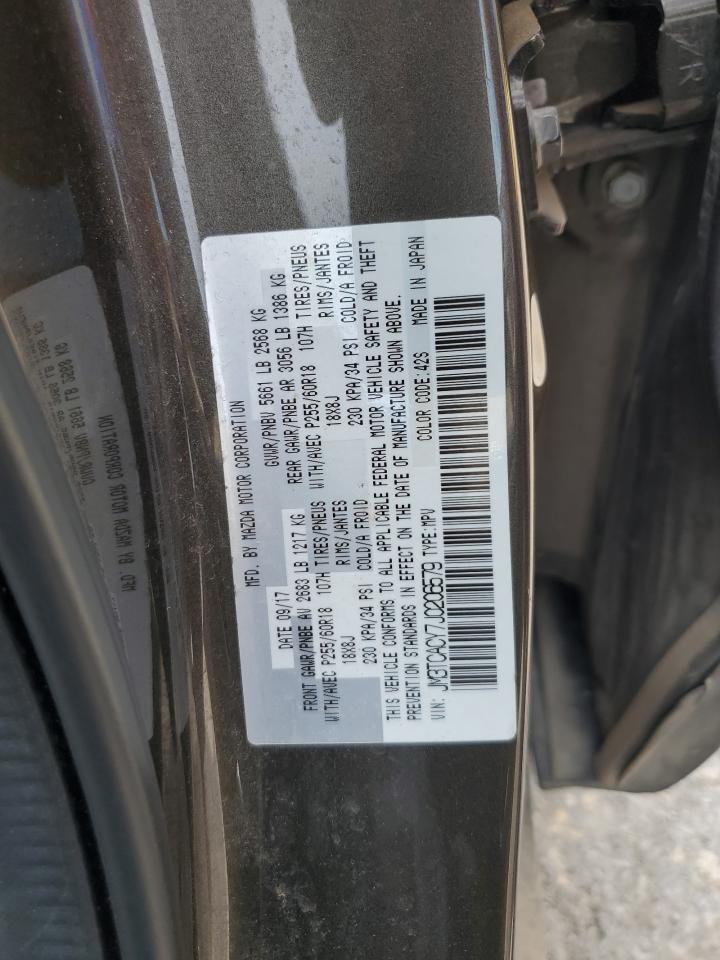 MFD. BY MAZDA MOTOR CORPORATION
DATE 09/17 GVWR/PNBV 5661 LB 2568 KG
FRONT GAWR/PNBE AV 2683 LB 1217 KG REAR GAWR/PNBE AR 3056 LB 1386 KG
WITH/AVEC P255/60R18 107H TIRES/PNEUS WITH/AVEC P255/60R18 107H TIRES/PNEUS
18X8J RIMS/JANTES 18X8J RIMS/JANTES
230 KPA/34 PSI COLD/A FROID 230 KPA/34 PSI COLD/A FROID
THIS VEHICLE CONFORMS TO ALL APPLICABLE FEDERAL MOTOR VEHICLE SAFETY AND THEFT
PREVENTION STANDARDS IN EFFECT ON THE DATE OF MANUFACTURE SHOWN ABOVE.
VIN: JM3TCACY7J0206579 TYPE:MPV COLOR CODE:42S MADE IN JAPAN